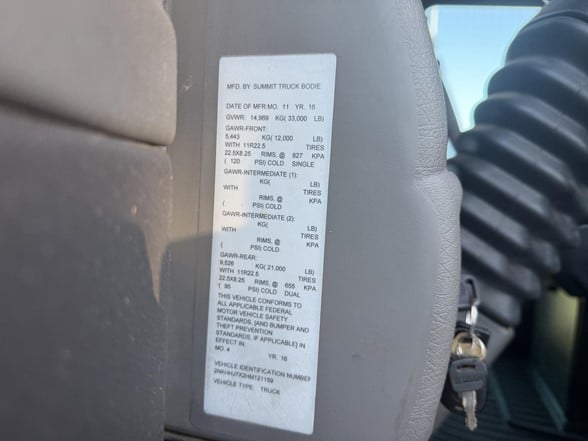 MFD. BY SUMMIT TRUCK BODIE
DATE OF MFR:MO. 11 YR. 16
GVWR: 14,969 KG( 33,000 LB)
GAWR-FRONT:
5,443 KG( 12,000 LB)
WITH 11R22.5 TIRES
22.5X8.25 RIMS, @ 827 KPA
( 120 PSI) COLD SINGLE
GAWR-INTERMEDIATE (1):
KG( LB)
WITH TIRES
RIMS, @ KPA
( PSI) COLD
GAWR-INTERMEDIATE (2):
KG( LB)
WITH TIRES
RIMS, @ KPA
( PSI) COLD
GAWR-REAR:
9,526 KG( 21,000 LB)
WITH 11R22.5 TIRES
22.5X8.25 RIMS, @ 655 KPA
( 95 PSI) COLD DUAL
THIS VEHICLE CONFORMS TO
ALL APPLICABLE FEDERAL
MOTOR VEHICLE SAFETY
STANDARDS, [AND BUMPER AND
THEFT PREVENTION
STANDARDS, IF APPLICABLE] IN
EFFECT IN.
MO. 4 YR. 16
VEHICLE IDENTIFICATION NUMBER
VEHICLE TYPE: TRUCK